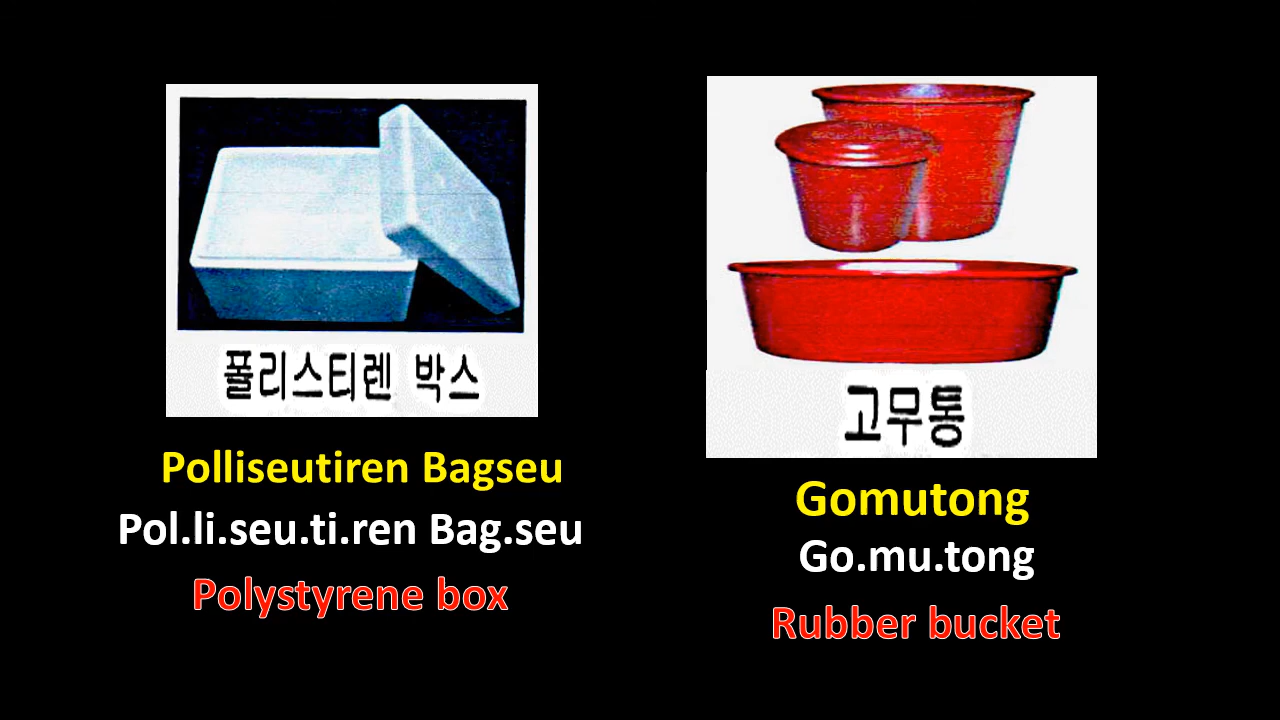 폴리스티렌 박스
Polliseutiren Bagseu
Pol.li.seu.ti.ren Bag.seu
Polystyrene box
고무통
Gomutong
Go.mu.tong
Rubber bucket